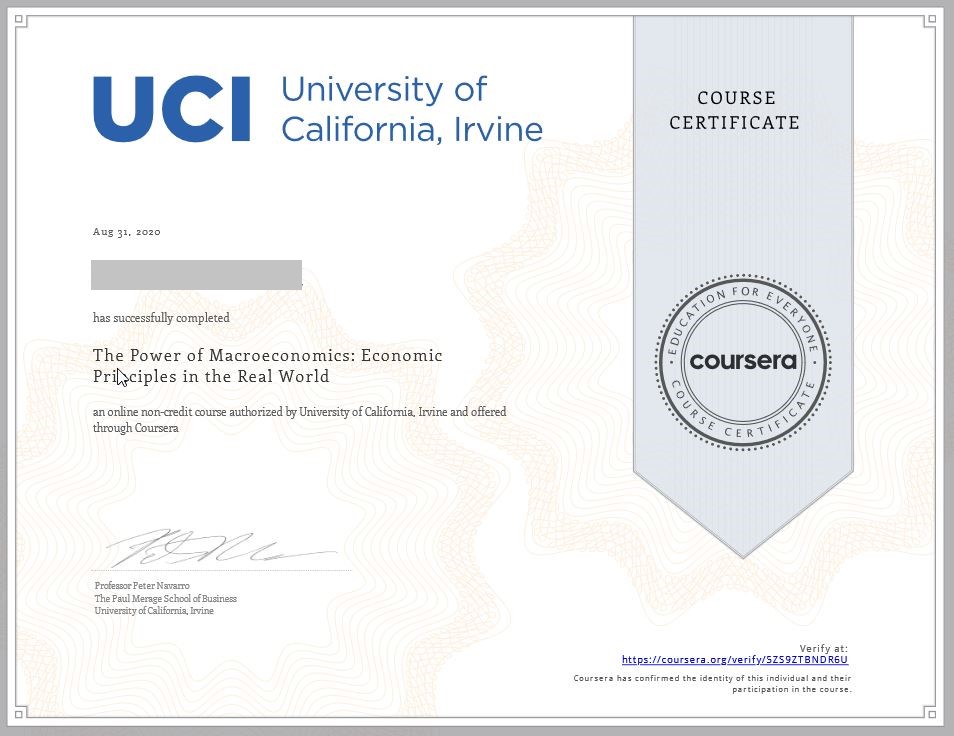 UCI University of
California, Irvine
COURSE
CERTIFICATE
Aug 31, 2020
has successfully completed
The Power of Macroeconomics: Economic
Principles in the Real World
an online non-credit course authorized by University of California, Irvine and offered
through Coursera
EDUCATION FOR EVERYONE
coursera
COURSE CERTIFICATE
Professor Peter Navarro
The Paul Merage School of Business
University of California, Irvine
Verify at:
https://coursera.org/verify/SZS9ZTBNDR6U
Coursera has confirmed the identity of this individual and their
participation in the course.